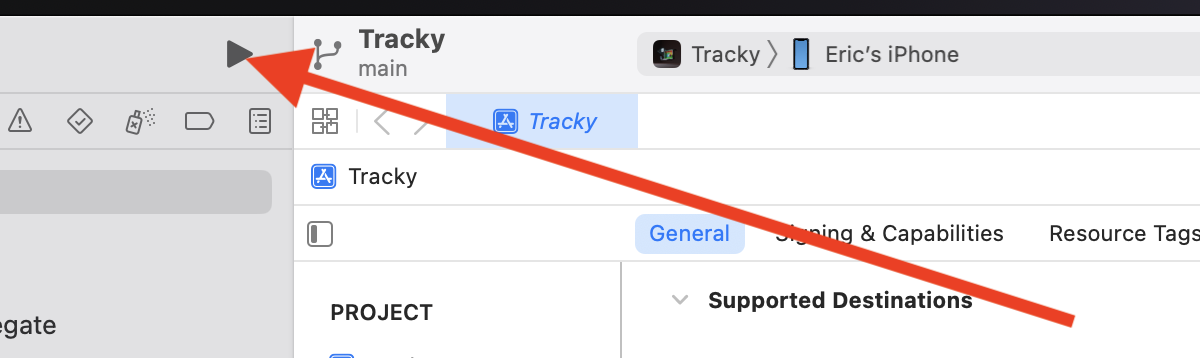 Tracky
main
Tracky
Eric’s iPhone
Tracky
Tracky
General
Signing & Capabilities
Resource Tags
PROJECT
Supported Destinations
egate